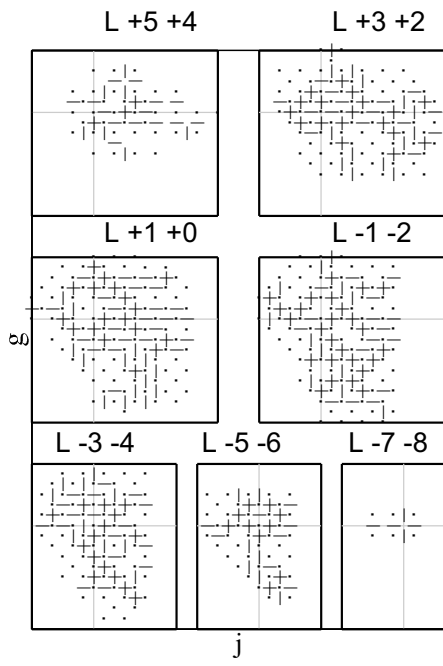 L +5 +4
L +3 +2
L +1 +0
L -1 -2
g
L -3 -4
L -5 -6
L -7 -8
j